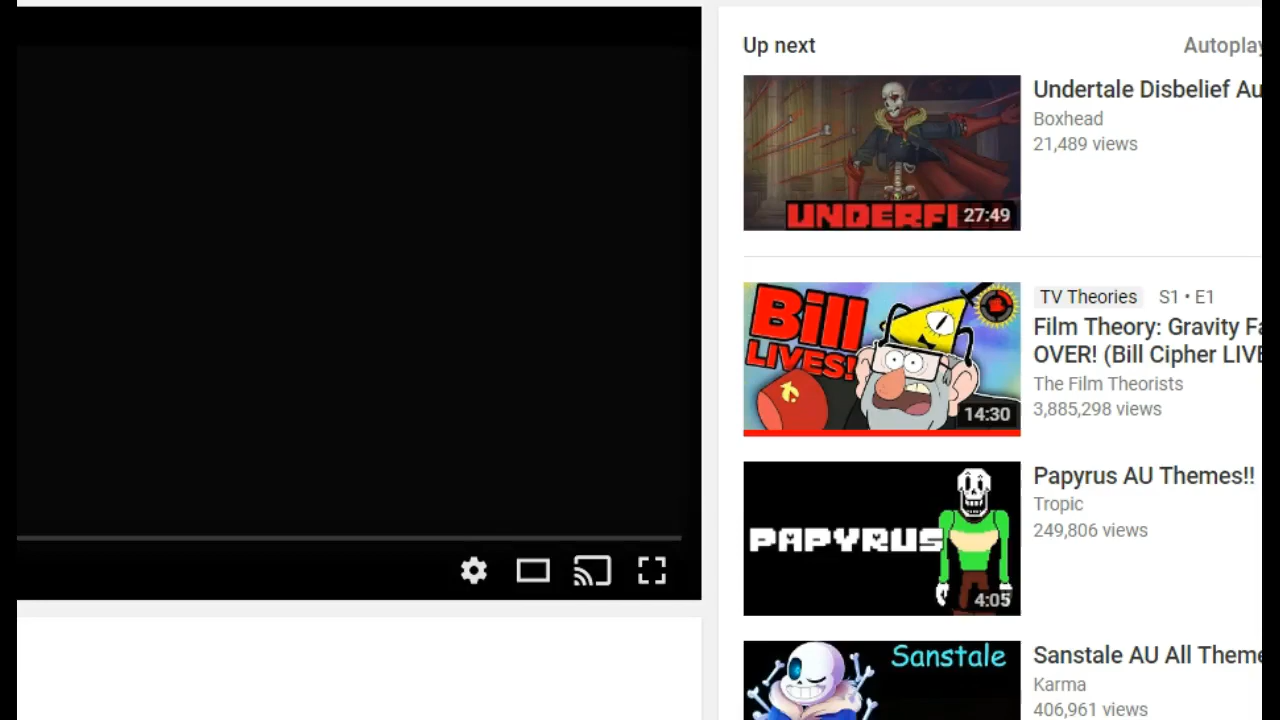 Up next
Autoplay
UNDERFELL
27:49
Undertale Disbelief Au
Boxhead
21,489 views
Bill
LIVES!
14:30
TV Theories S1 • E1
Film Theory: Gravity Fa
OVER! (Bill Cipher LIVE
The Film Theorists
3,885,298 views
PAPYRUS
4:05
Papyrus AU Themes!!
Tropic
249,806 views
Sanstale
Sanstale AU All Theme
Karma
406,961 views